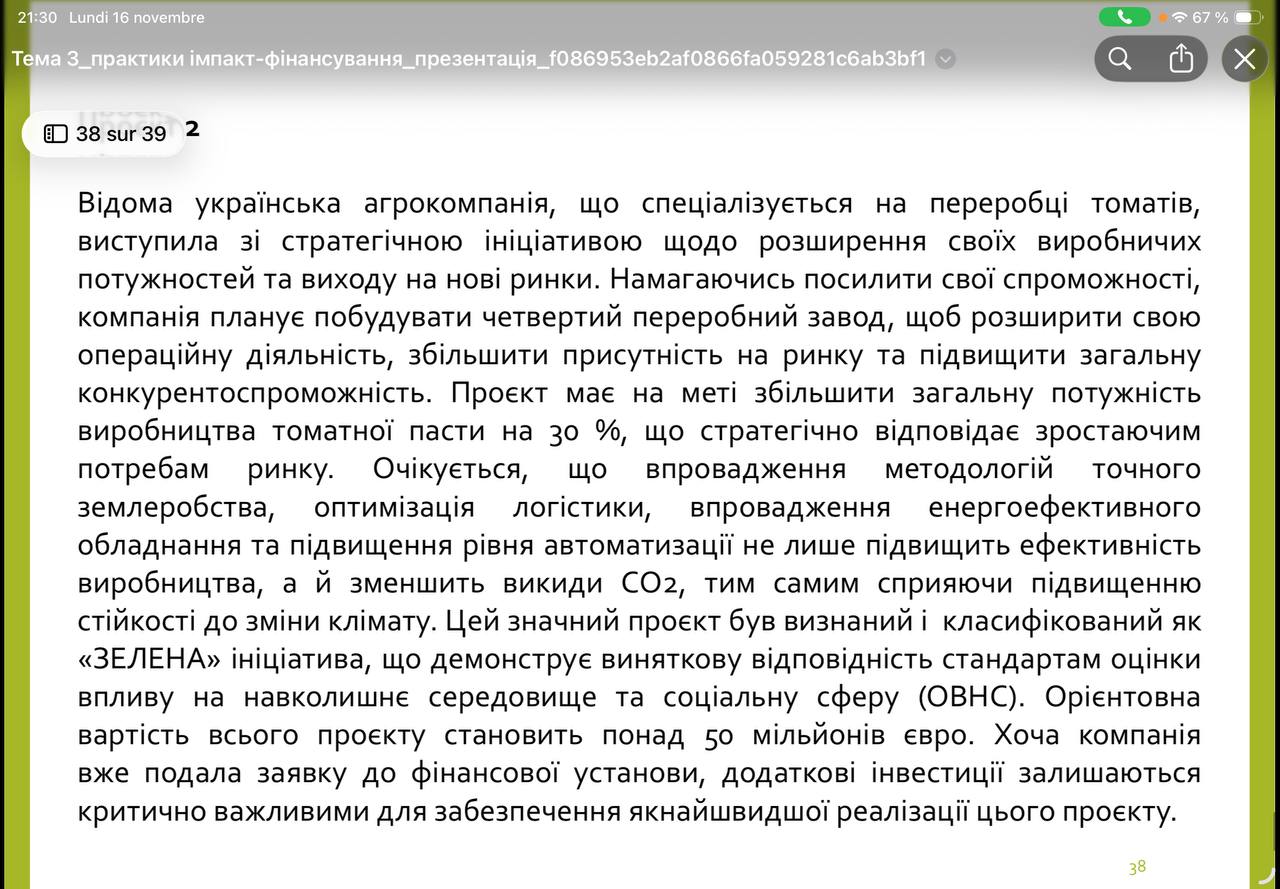 21:30 Lundi 16 novembre
67 %
Тема 3_практики імпакт-фінансування_презентація_f086953eb2af0866fa059281c6ab3bf1
38 sur 39
2
Відома українська агрокомпанія, що спеціалізується на переробці томатів,
виступила зі стратегічною ініціативою щодо розширення своїх виробничих
потужностей та виходу на нові ринки. Намагаючись посилити свої спроможності,
компанія планує побудувати четвертий переробний завод, щоб розширити свою
операційну діяльність, збільшити присутність на ринку та підвищити загальну
конкурентоспроможність. Проєкт має на меті збільшити загальну потужність
виробництва томатної пасти на 30 %, що стратегічно відповідає зростаючим
потребам ринку. Очікується, що впровадження методологій точного
землеробства, оптимізація логістики, впровадження енергоефективного
обладнання та підвищення рівня автоматизації не лише підвищить ефективність
виробництва, а й зменшить викиди CO2, тим самим сприяючи підвищенню
стійкості до зміни клімату. Цей значний проєкт був визнаний і класифікований як
«ЗЕЛЕНА» ініціатива, що демонструє виняткову відповідність стандартам оцінки
впливу на навколишнє середовище та соціальну сферу (ОВНС). Орієнтовна
вартість всього проєкту становить понад 50 мільйонів євро. Хоча компанія
вже подала заявку до фінансової установи, додаткові інвестиції залишаються
критично важливими для забезпечення якнайшвидшої реалізації цього проєкту.
38